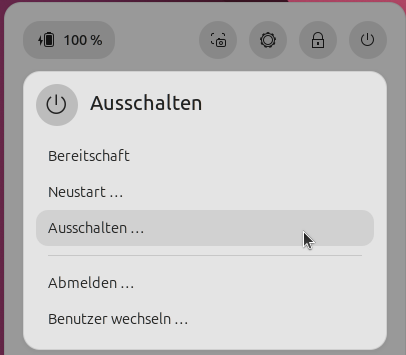 100 %
Ausschalten
Bereitschaft
Neustart …
Ausschalten …
Abmelden …
Benutzer wechseln …